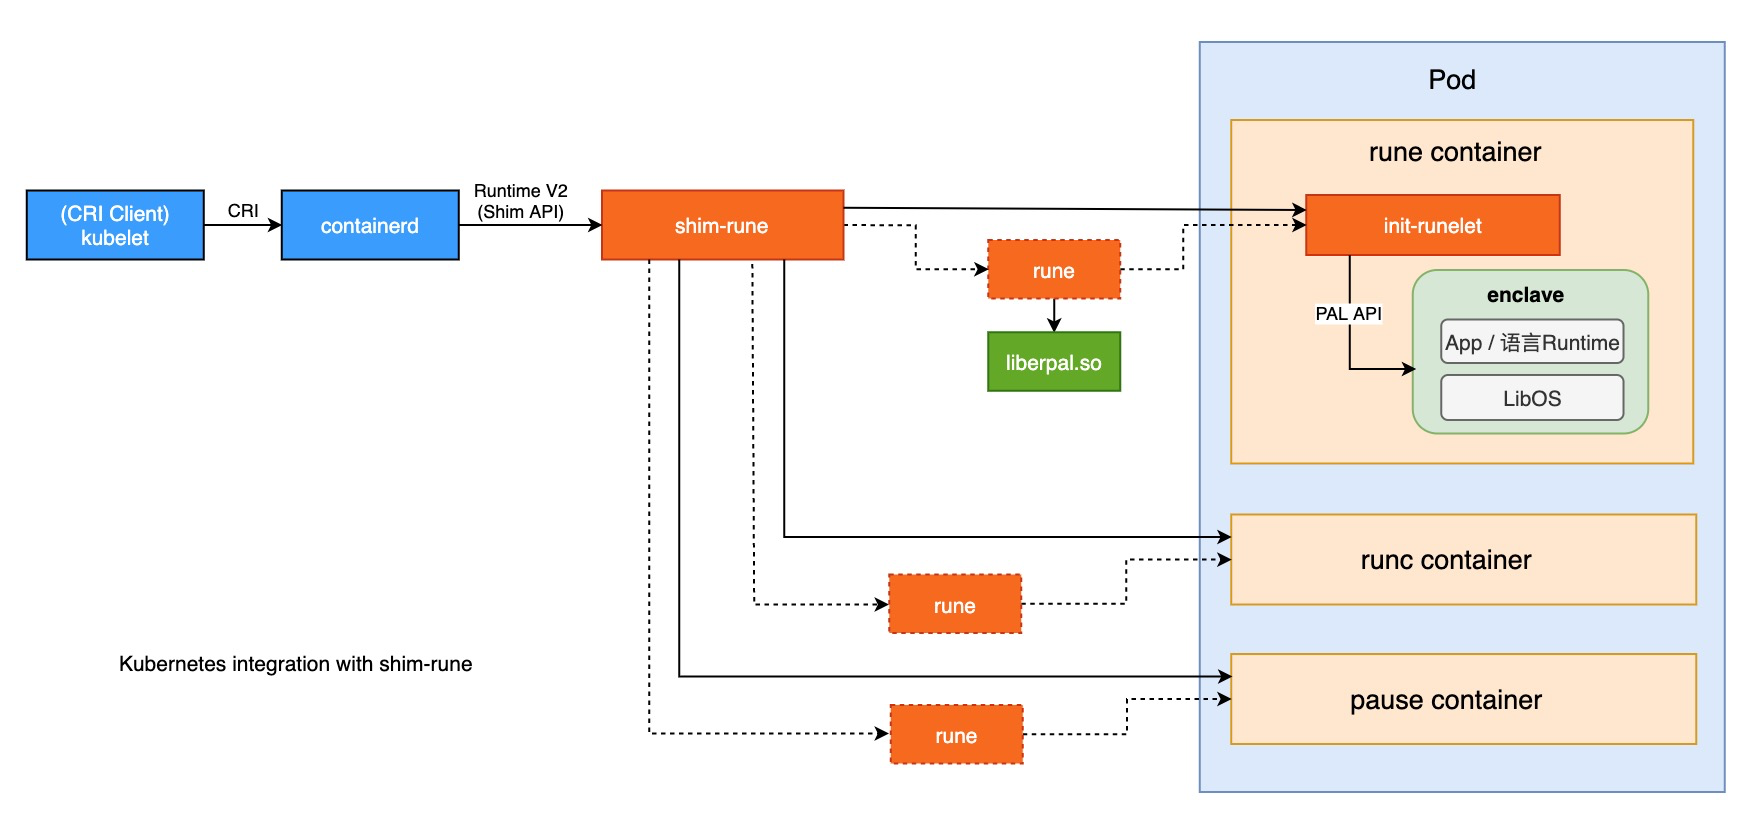 Pod
rune container
(CRI Client)
kubelet
CRI
containerd
Runtime V2
(Shim API)
shim-rune
init-runelet
rune
liberpal.so
PAL API
enclave
App / 语言Runtime
LibOS
runc container
rune
Kubernetes integration with shim-rune
pause container
rune